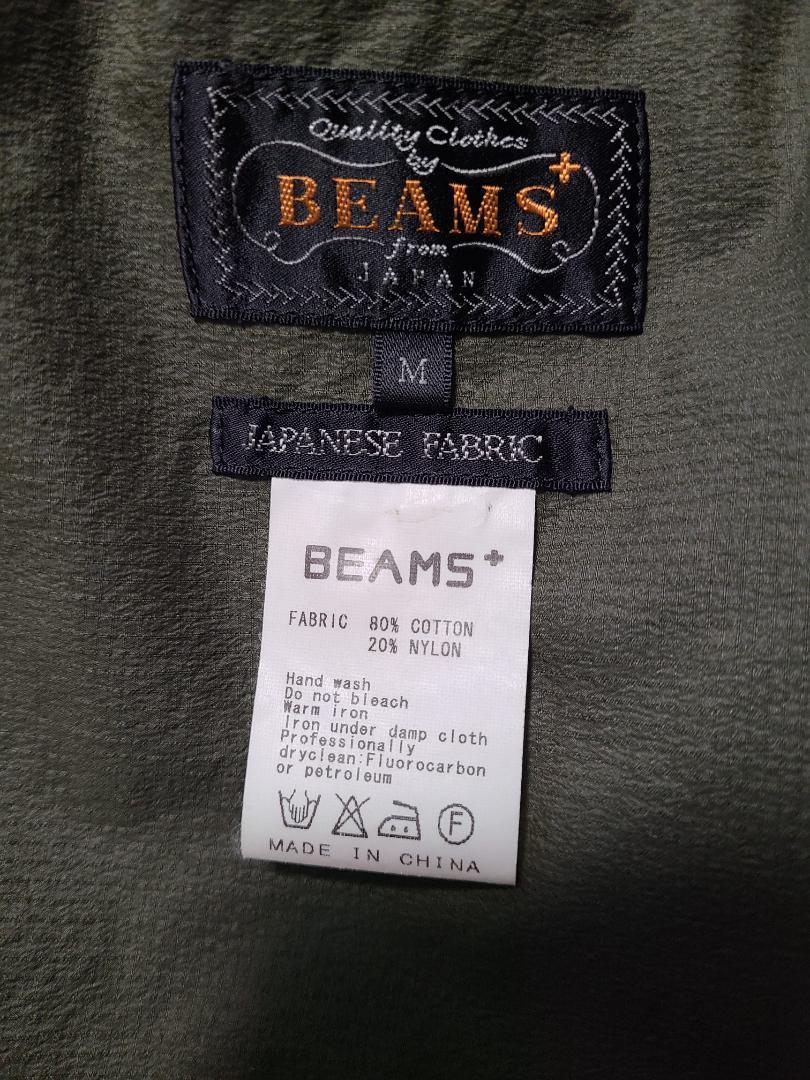 Quality Clothes
by
BEAMS+
from
JAPAN
M
JAPANESE FABRIC
BEAMS+
FABRIC 80% COTTON
20% NYLON
Hand wash
Do not bleach
Warm iron
Iron under damp cloth
Professionally
dryclean:Fluorocarbon
or petroleum
F
MADE IN CHINA